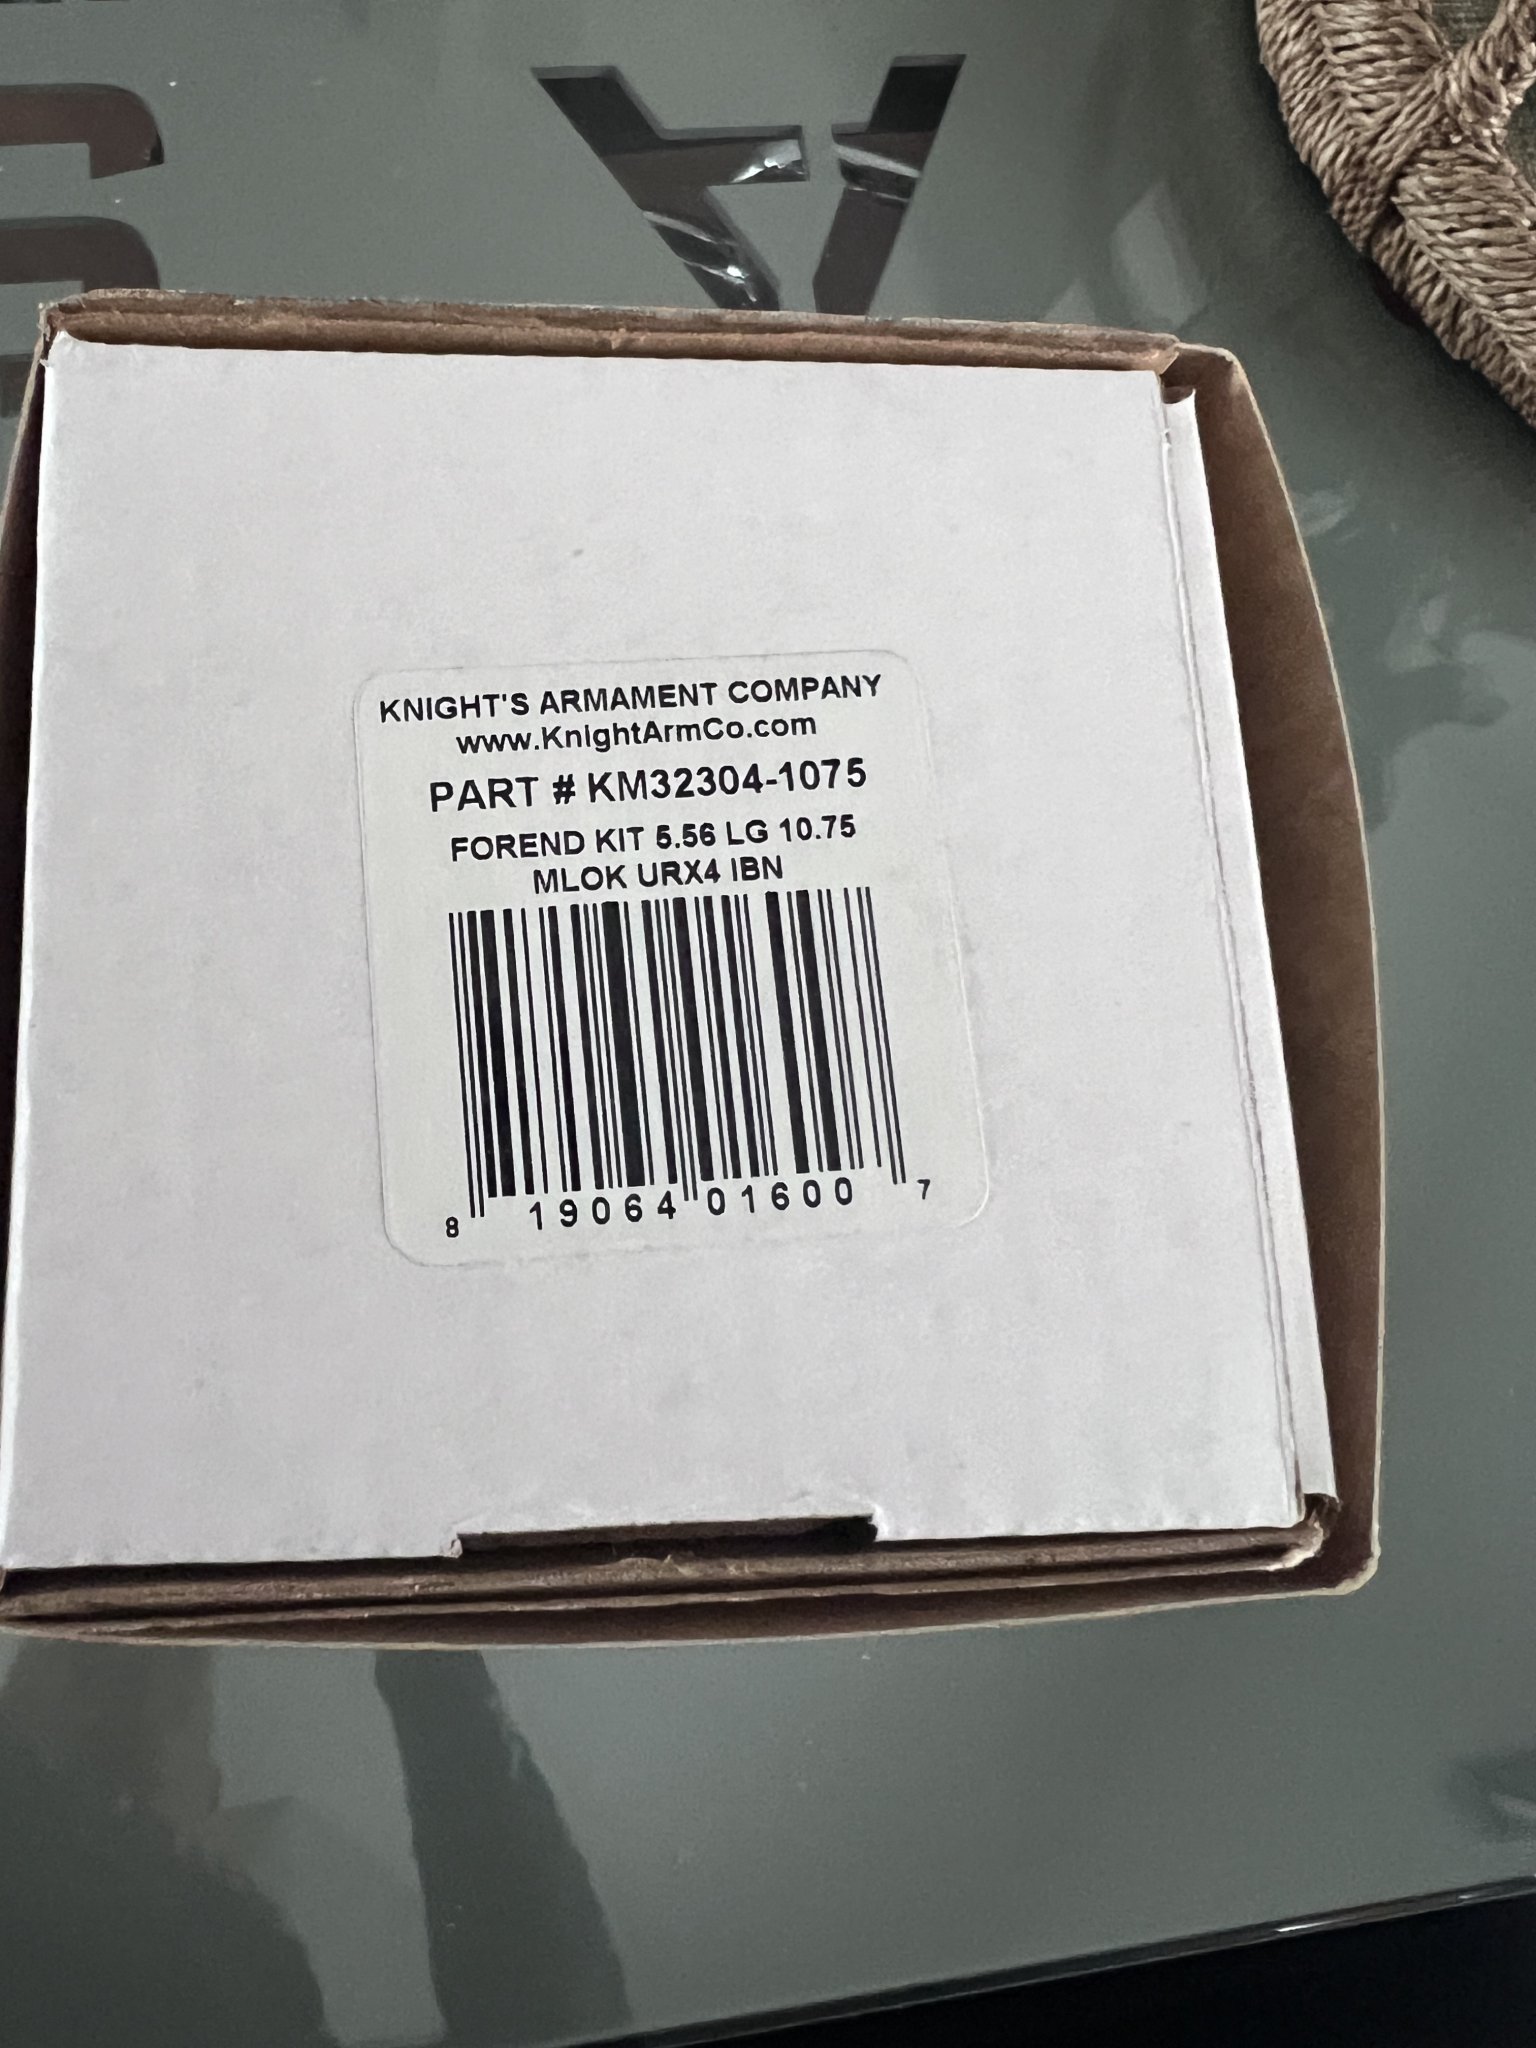 KNIGHT'S ARMAMENT COMPANY
www.KnightArmCo.com
PART # KM32304-1075
FOREND KIT 5.56 LG 10.75
MLOK URX4 IBN
8 19064 01600 7